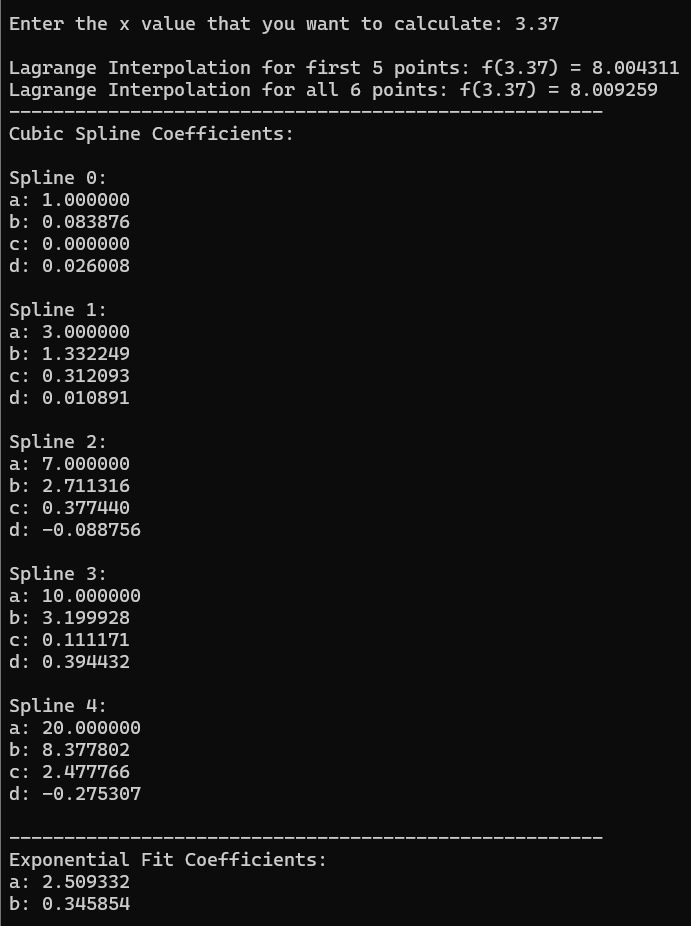 Enter the x value that you want to calculate: 3.37
Lagrange Interpolation for first 5 points: f(3.37) = 8.004311
Lagrange Interpolation for all 6 points: f(3.37) = 8.009259
------------------------------------------------------
Cubic Spline Coefficients:
Spline 0:
a: 1.000000
b: 0.083876
c: 0.000000
d: 0.026008
Spline 1:
a: 3.000000
b: 1.332249
c: 0.312093
d: 0.010891
Spline 2:
a: 7.000000
b: 2.711316
c: 0.377440
d: -0.088756
Spline 3:
a: 10.000000
b: 3.199928
c: 0.111171
d: 0.394432
Spline 4:
a: 20.000000
b: 8.377802
c: 2.477766
d: -0.275307
------------------------------------------------------
Exponential Fit Coefficients:
a: 2.509332
b: 0.345854